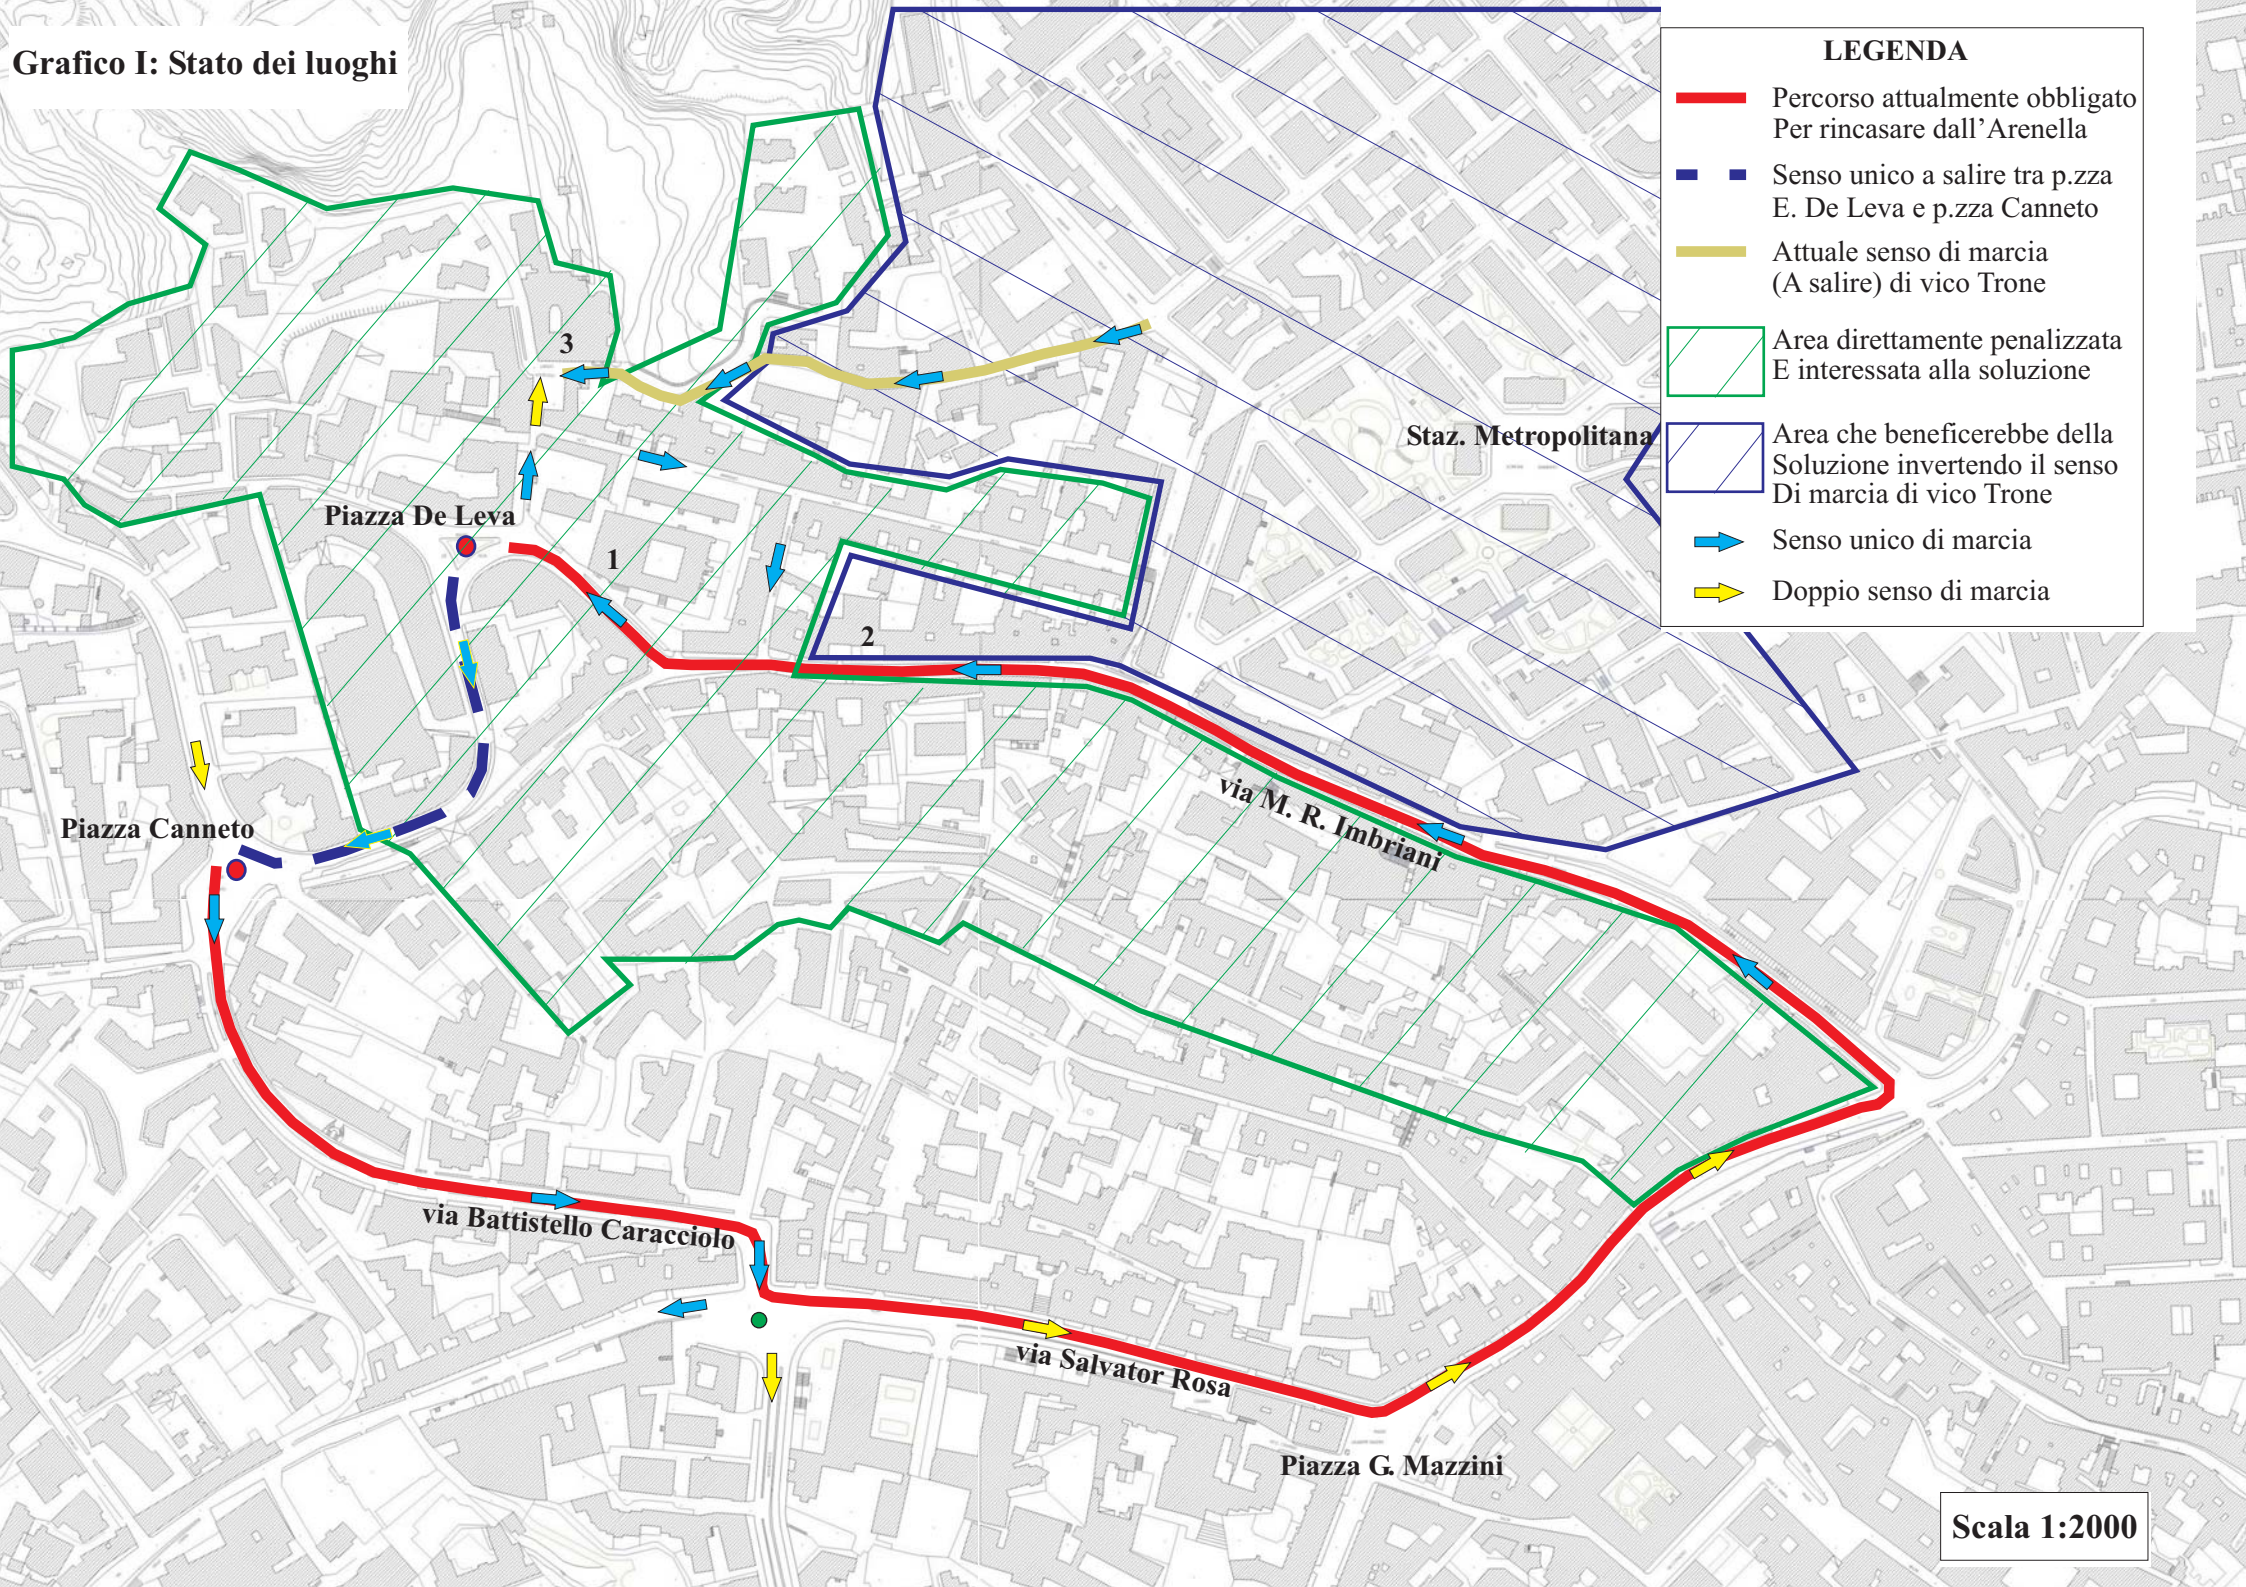 Grafico I: Stato dei luoghi
LEGENDA
Percorso attualmente obbligato
Per rincasare dall'Arenella
Senso unico a salire tra p.zza
E. De Leva e p.zza Canneto
Attuale senso di marcia
(A salire) di vico Trone
Area direttamente penalizzata
E interessata alla soluzione
Area che beneficerebbe della
Soluzione invertendo il senso
Di marcia di vico Trone
Senso unico di marcia
Doppio senso di marcia
3
Staz. Metropolitana
Piazza De Leva
1
2
via M. R. Imbriani
Piazza Canneto
via Battistello Caracciolo
via Salvator Rosa
Piazza G. Mazzini
Scala 1:2000